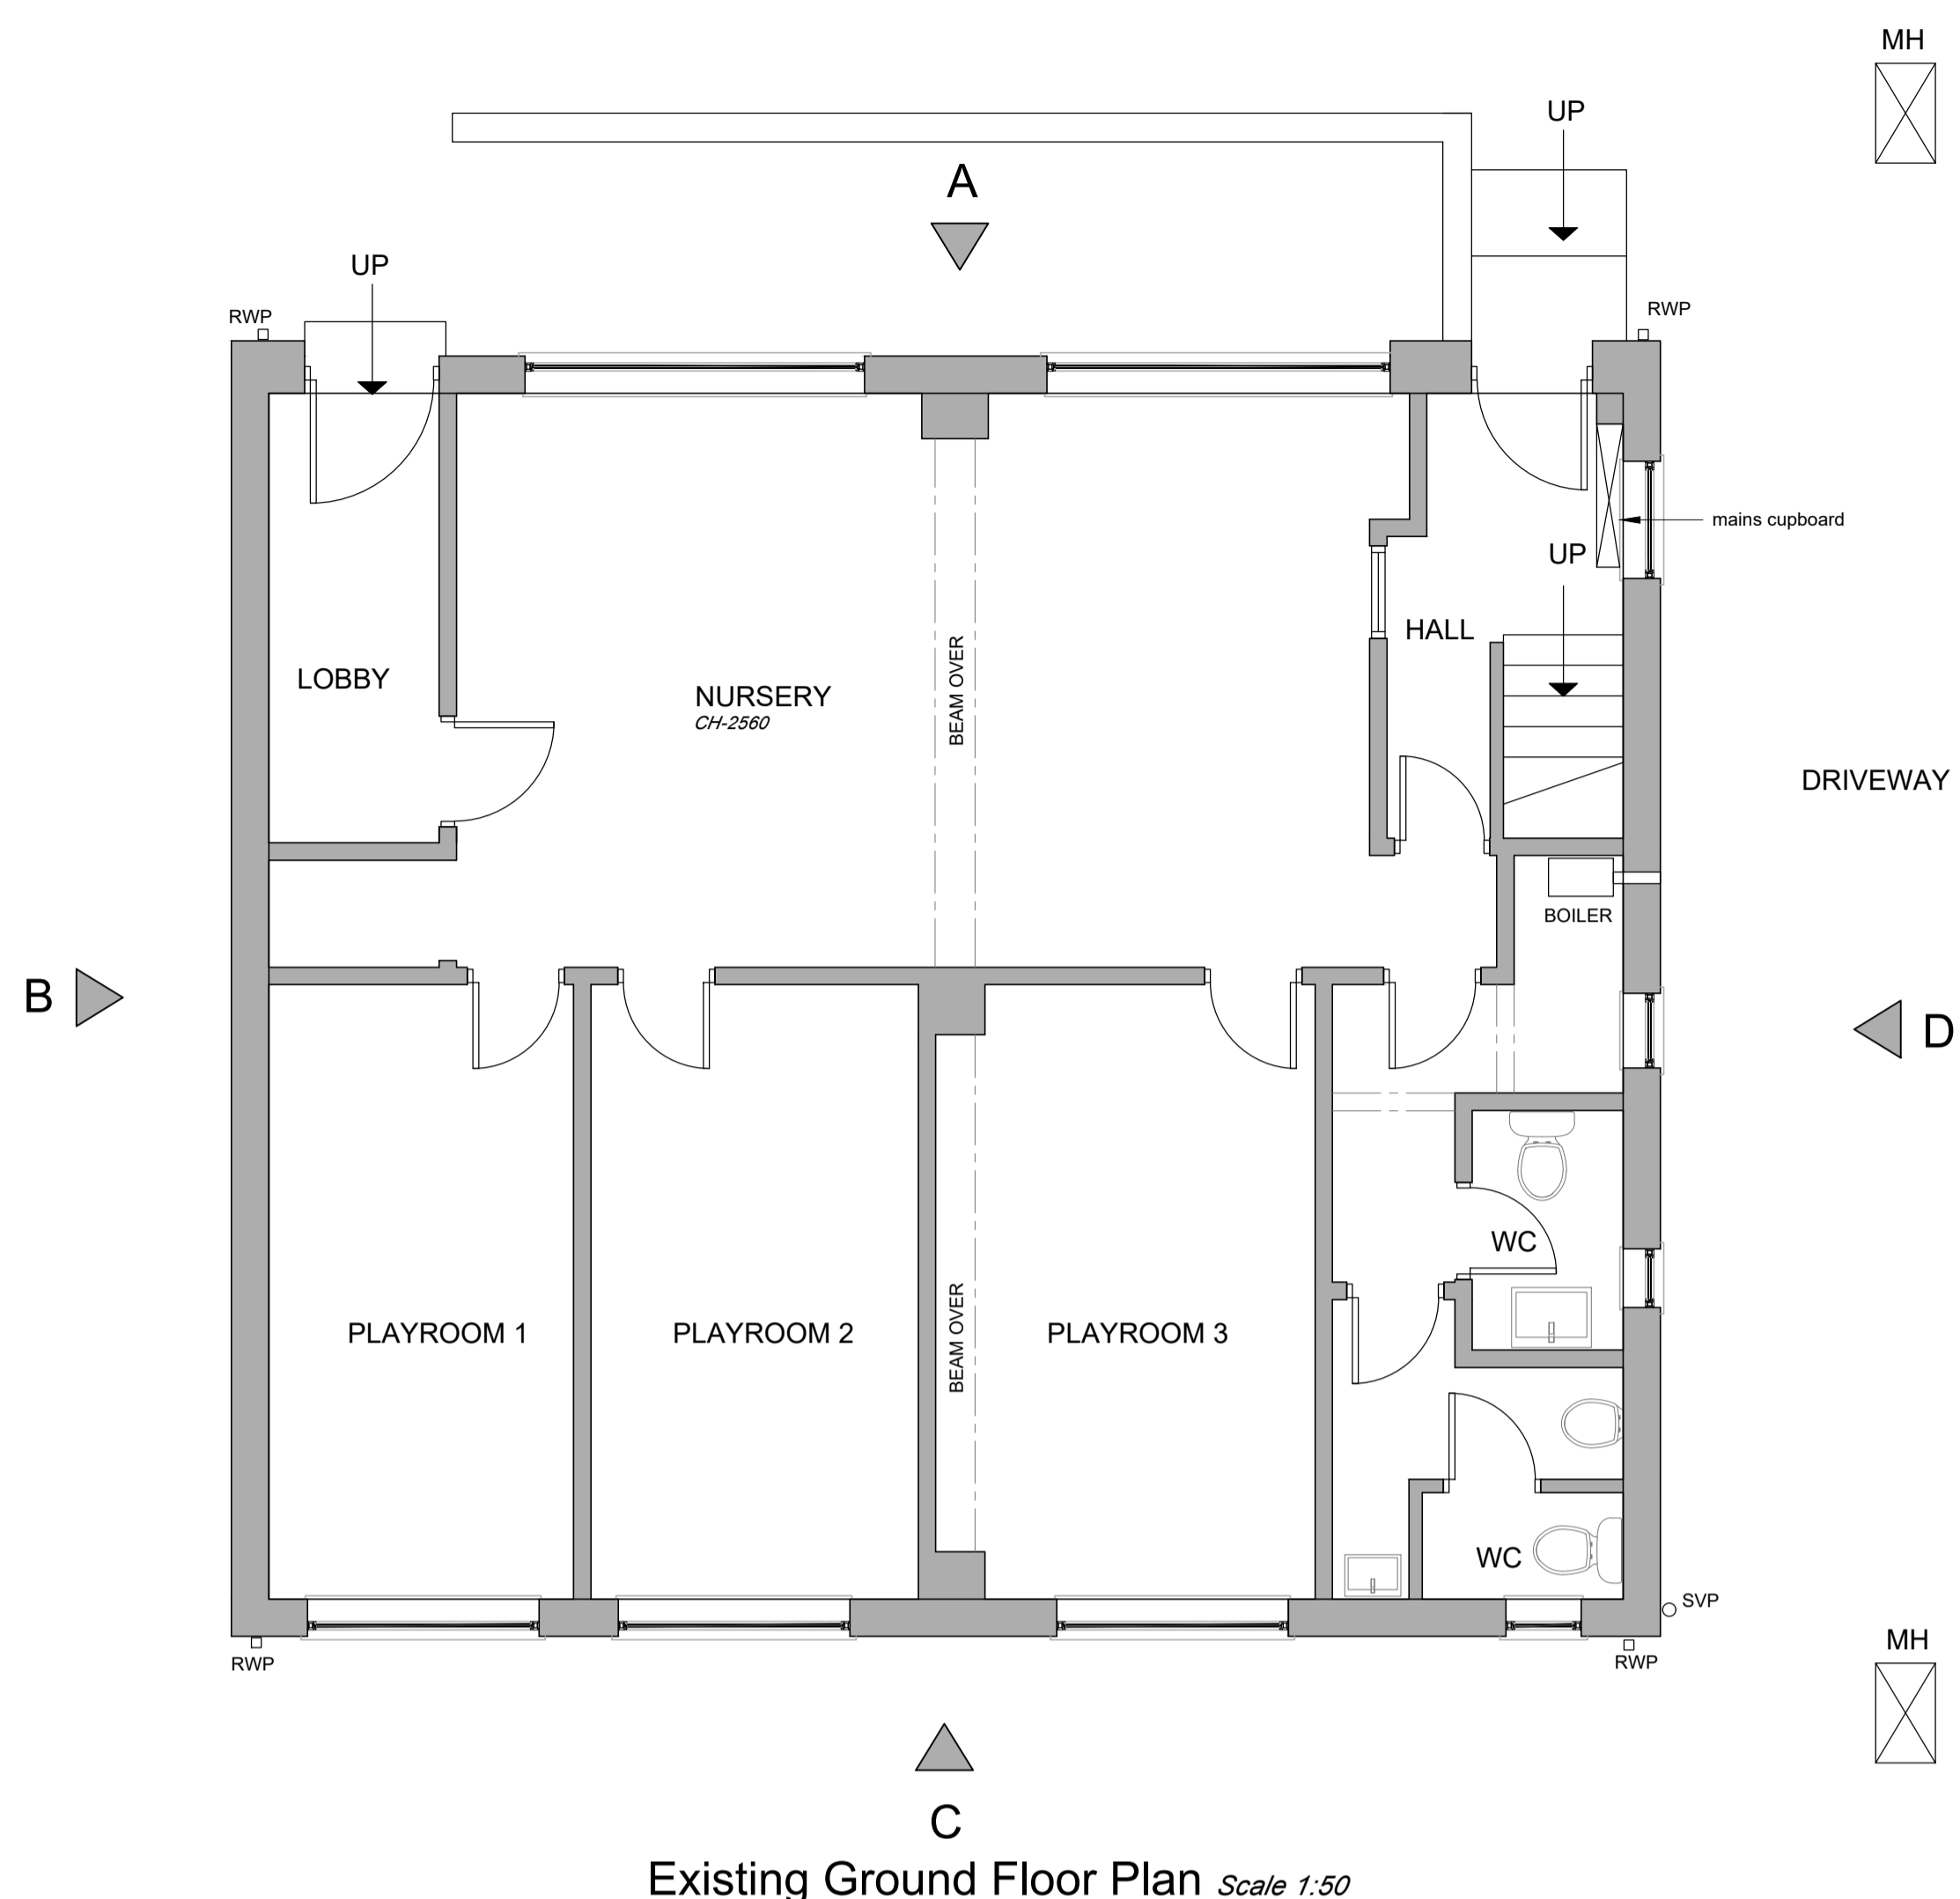 MH
UP
A
UP
RWP
RWP
mains cupboard
UP
HALL
LOBBY
NURSERY
CH-2560
BEAM OVER
DRIVEWAY
BOILER
B
D
WC
PLAYROOM 1
PLAYROOM 2
BEAM OVER
PLAYROOM 3
WC
SVP
MH
RWP
RWP
C
Existing Ground Floor Plan Scale 1:50